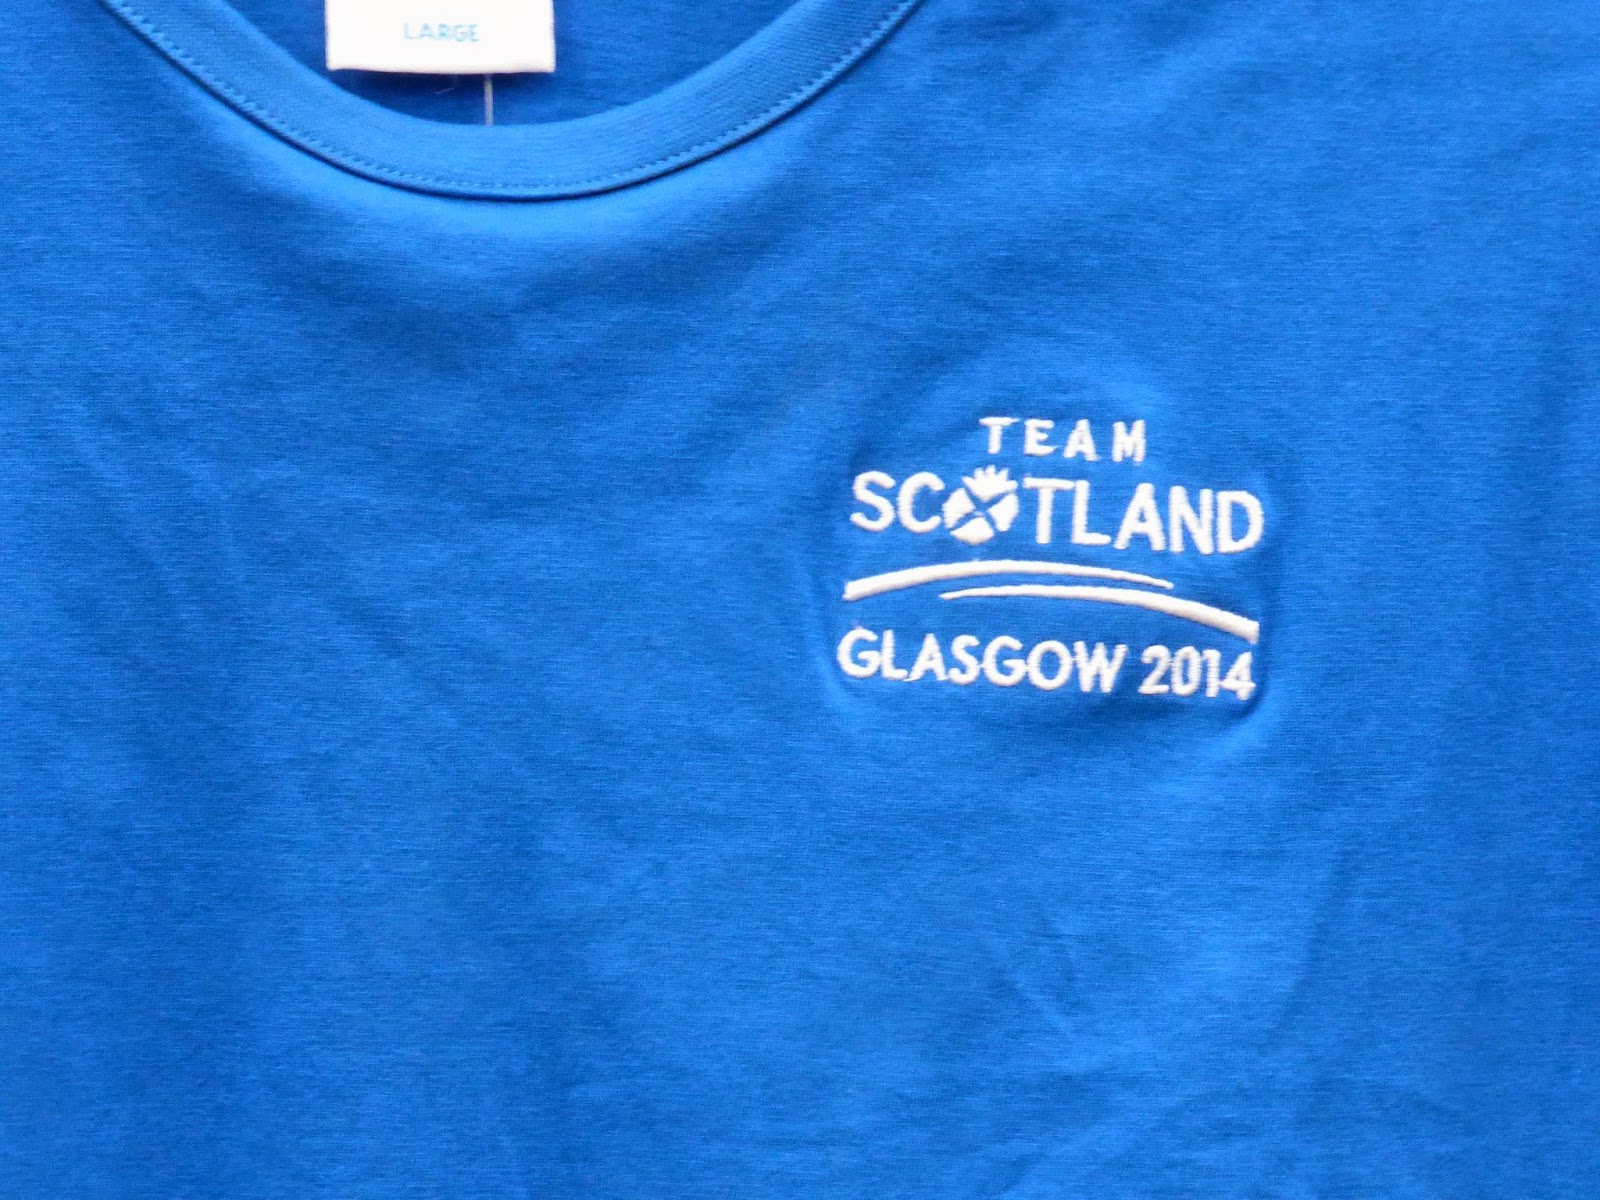 LARGE
TEAM
SCOTLAND
GLASGOW 2014